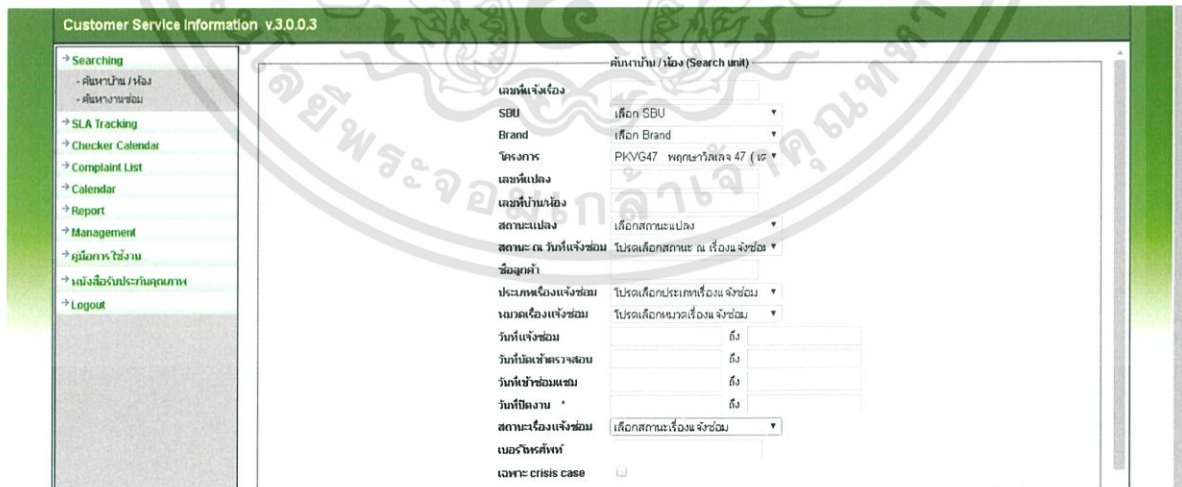 Customer Service Information v.3.0.0.3
Searching
- ค้นหาบ้าน / ห้อง
- ค้นหางานซ่อม
SLA Tracking
Checker Calendar
Complaint List
Calendar
Report
Management
คู่มือการใช้งาน
หนังสือรับประกันคุณภาพ
Logout
ค้นหาบ้าน / ห้อง (Search unit)
เลขที่แจ้งเรื่อง
SBU เลือก SBU
Brand เลือก Brand
โครงการ PKVG47 พฤกษาวิลเลจ 47 ( เ
เลขที่แปลง
เลขที่บ้าน/ห้อง
สถานะแปลง เลือกสถานะแปลง
สถานะ ณ วันที่แจ้งซ่อม โปรดเลือกสถานะ ณ เรื่องแจ้งซ่อม
ชื่อลูกค้า
ประเภทเรื่องแจ้งซ่อม โปรดเลือกประเภทเรื่องแจ้งซ่อม
หมวดเรื่องแจ้งซ่อม โปรดเลือกหมวดเรื่องแจ้งซ่อม
วันที่แจ้งซ่อม ถึง
วันที่นัดเข้าตรวจสอบ ถึง
วันที่เข้าซ่อมแซม ถึง
วันที่ปิดงาน * ถึง
สถานะเรื่องแจ้งซ่อม เลือกสถานะเรื่องแจ้งซ่อม
เบอร์โทรศัพท์
เฉพาะ crisis case